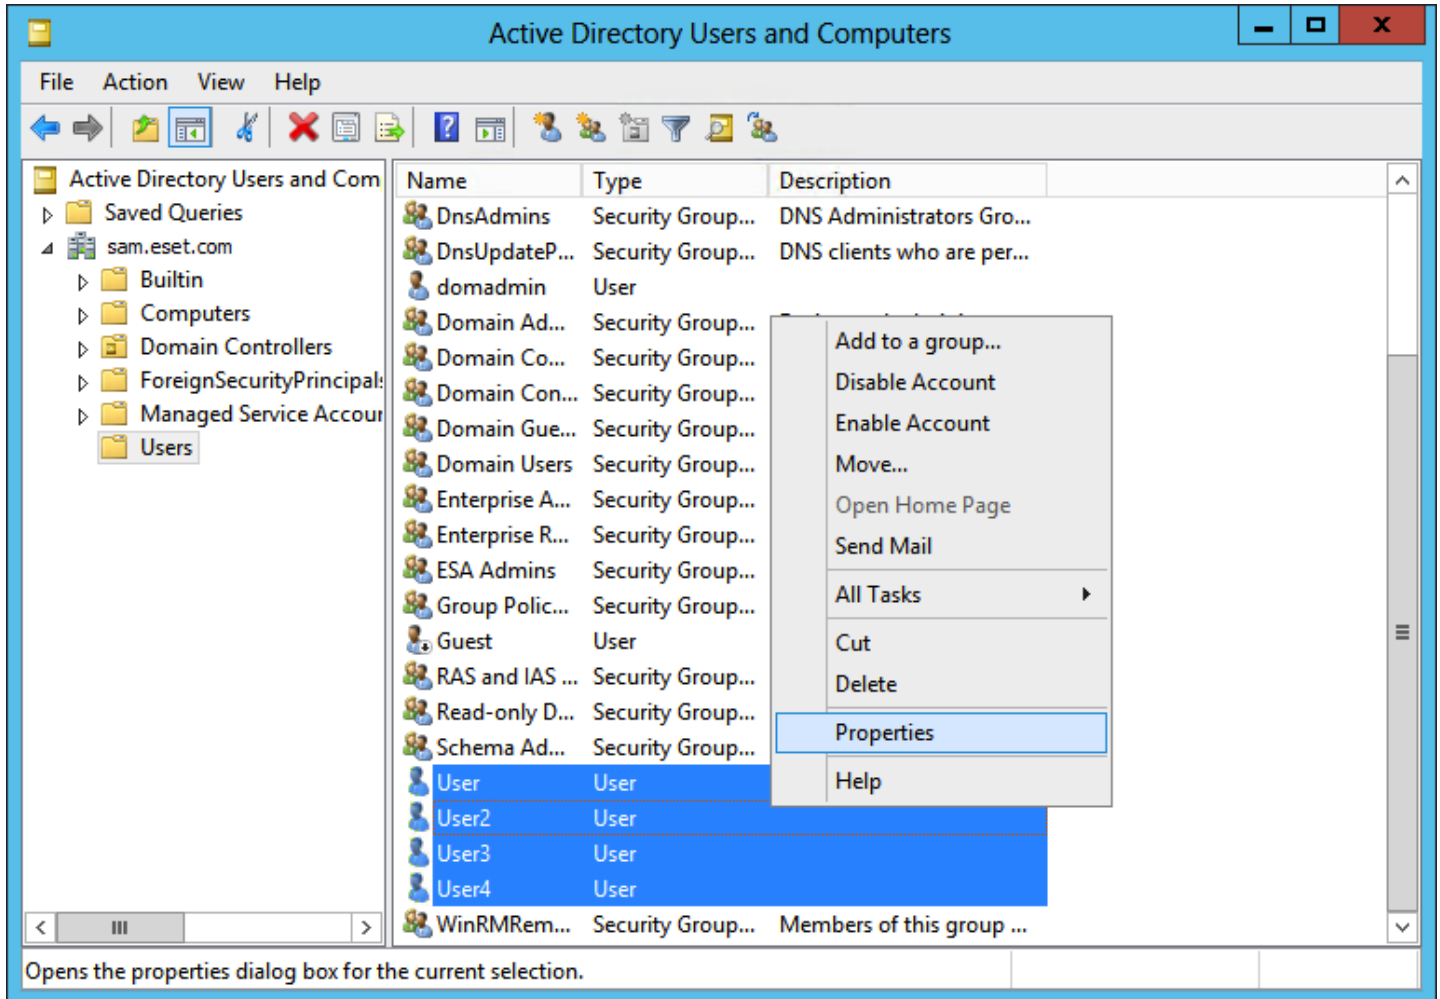 Active Directory Users and Computers
File Action View Help
Active Directory Users and Com
Saved Queries
sam.eset.com
Builtin
Computers
Domain Controllers
ForeignSecurityPrincipals
Managed Service Accour
Users
Name Type Description
DnsAdmins Security Group... DNS Administrators Gro...
DnsUpdateP... Security Group... DNS clients who are per...
domadmin User
Domain Ad... Security Group...
Domain Co... Security Group...
Domain Con... Security Group...
Domain Gue... Security Group...
Domain Users Security Group...
Enterprise A... Security Group...
Enterprise R... Security Group...
ESA Admins Security Group...
Group Polic... Security Group...
Guest User
RAS and IAS ... Security Group...
Read-only D... Security Group...
Schema Ad... Security Group...
User User
User2 User
User3 User
User4 User
WinRMRem... Security Group... Members of this group ...
Add to a group...
Disable Account
Enable Account
Move...
Open Home Page
Send Mail
All Tasks
Cut
Delete
Properties
Help
Opens the properties dialog box for the current selection.